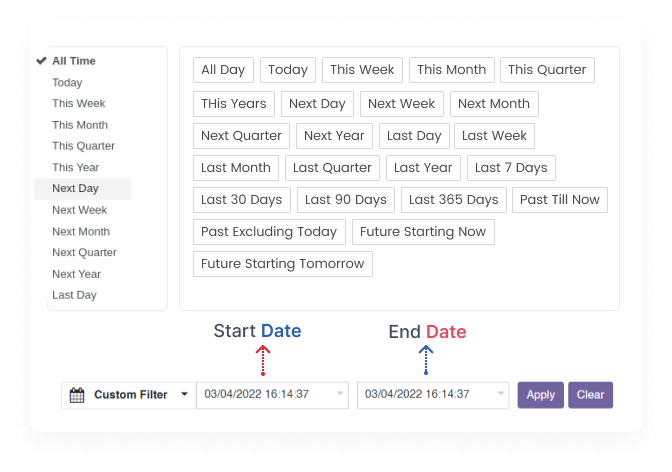 All Time
Today
This Week
This Month
This Quarter
This Year
Next Day
Next Week
Next Month
Next Quarter
Next Year
Last Day
All Day Today This Week This Month This Quarter
THis Years Next Day Next Week Next Month
Next Quarter Next Year Last Day Last Week
Last Month Last Quarter Last Year Last 7 Days
Last 30 Days Last 90 Days Last 365 Days Past Till Now
Past Excluding Today Future Starting Now
Future Starting Tomorrow
Start Date End Date
Custom Filter 03/04/2022 16:14:37 03/04/2022 16:14:37 Apply Clear